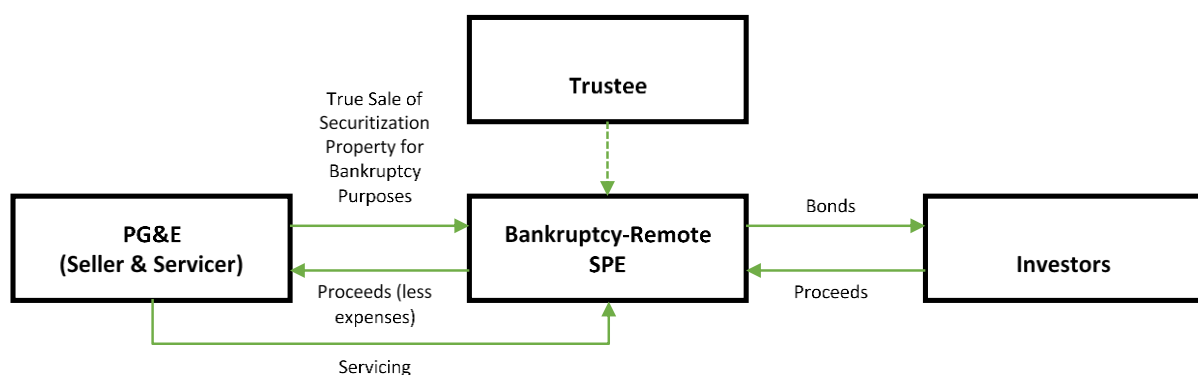 Trustee
True Sale of
Securitization
Property for
Bankruptcy
Purposes
PG&E
(Seller & Servicer)
Bankruptcy-Remote
SPE
Bonds
Investors
Proceeds (less
expenses)
Proceeds
Servicing